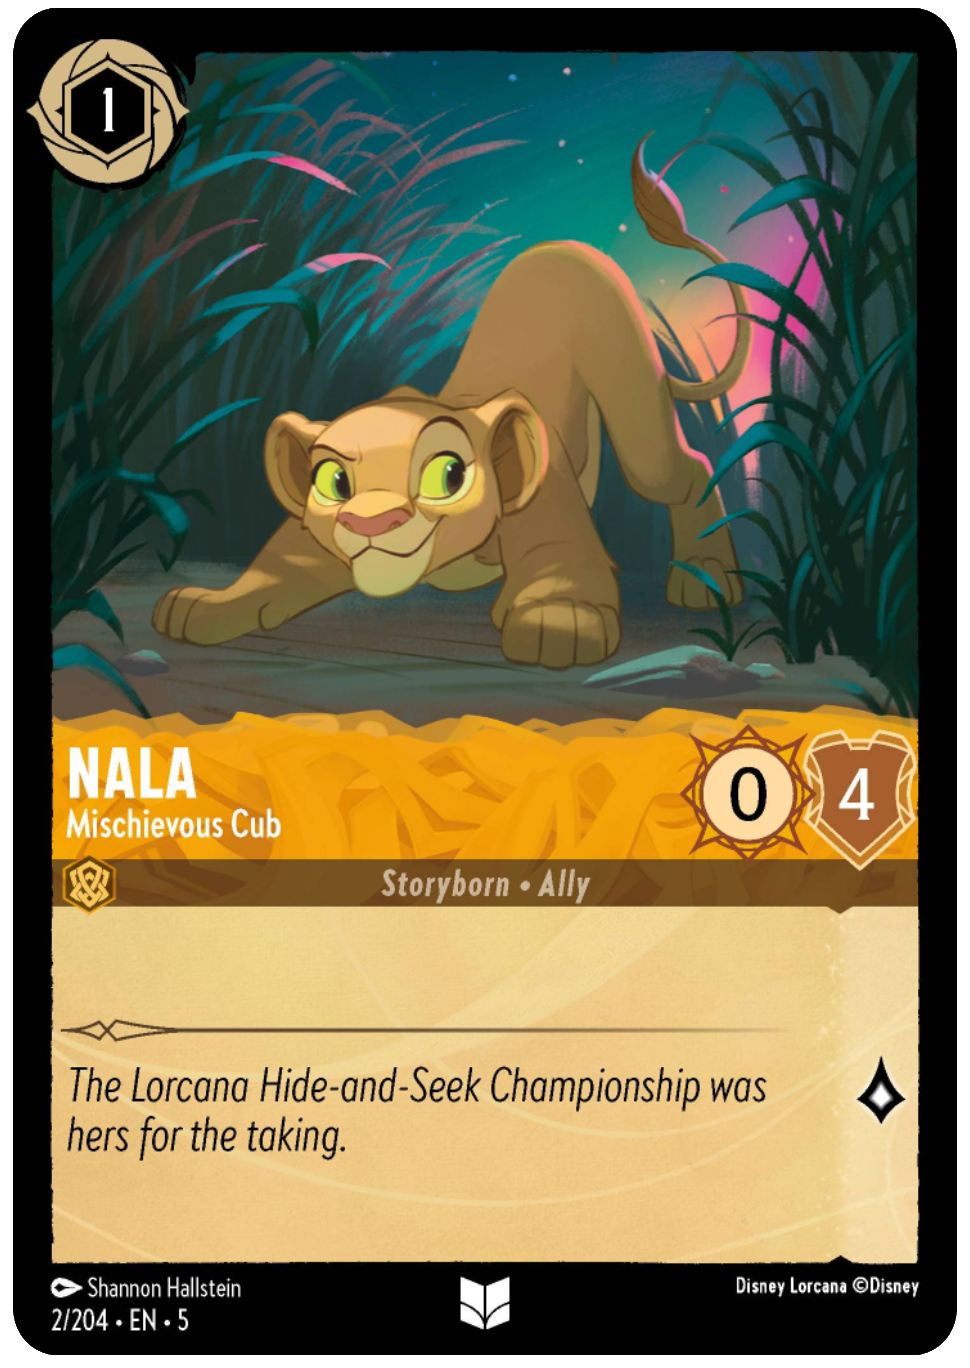 1
NALA
Mischievous Cub
0 4
Storyborn • Ally
The Lorcana Hide-and-Seek Championship was
hers for the taking.
Shannon Hallstein
2/204 • EN • 5
Disney Lorcana ©Disney